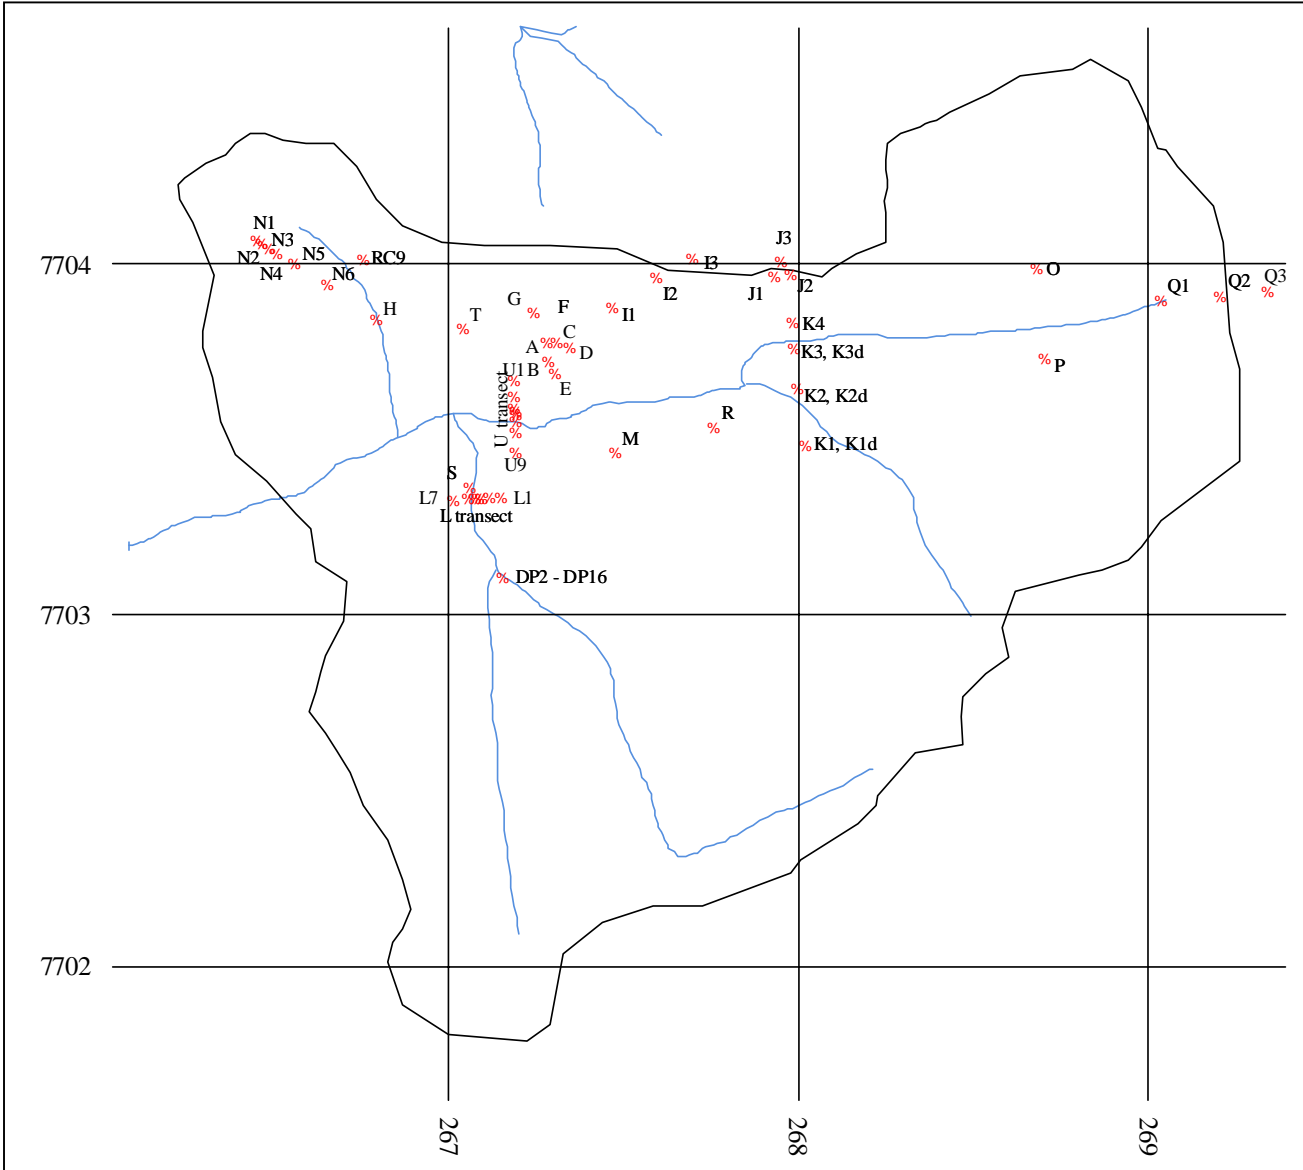 N1
N3
J3
7704
N2
N5
RC9
I3
O
N4
N6
J1
J2
Q1
Q2
Q3
I2
H
T
G
F
I1
K4
A
C
D
K3, K3d
P
U1
B
E
K2, K2d
U transect
R
M
K1, K1d
U9
S
L7
L1
L transect
DP2 - DP16
7703
7702
267
268
269